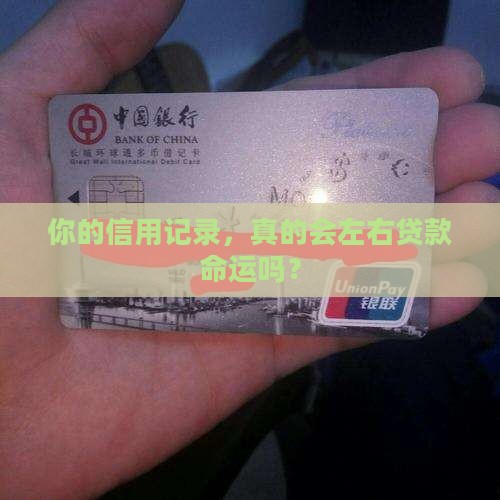 中国银行
BANK OF CHINA
长城环球通多币借记卡
Great Wall International Debit Card
你的信用记录，真的会左右贷款
命运吗？
UnionPay
银联